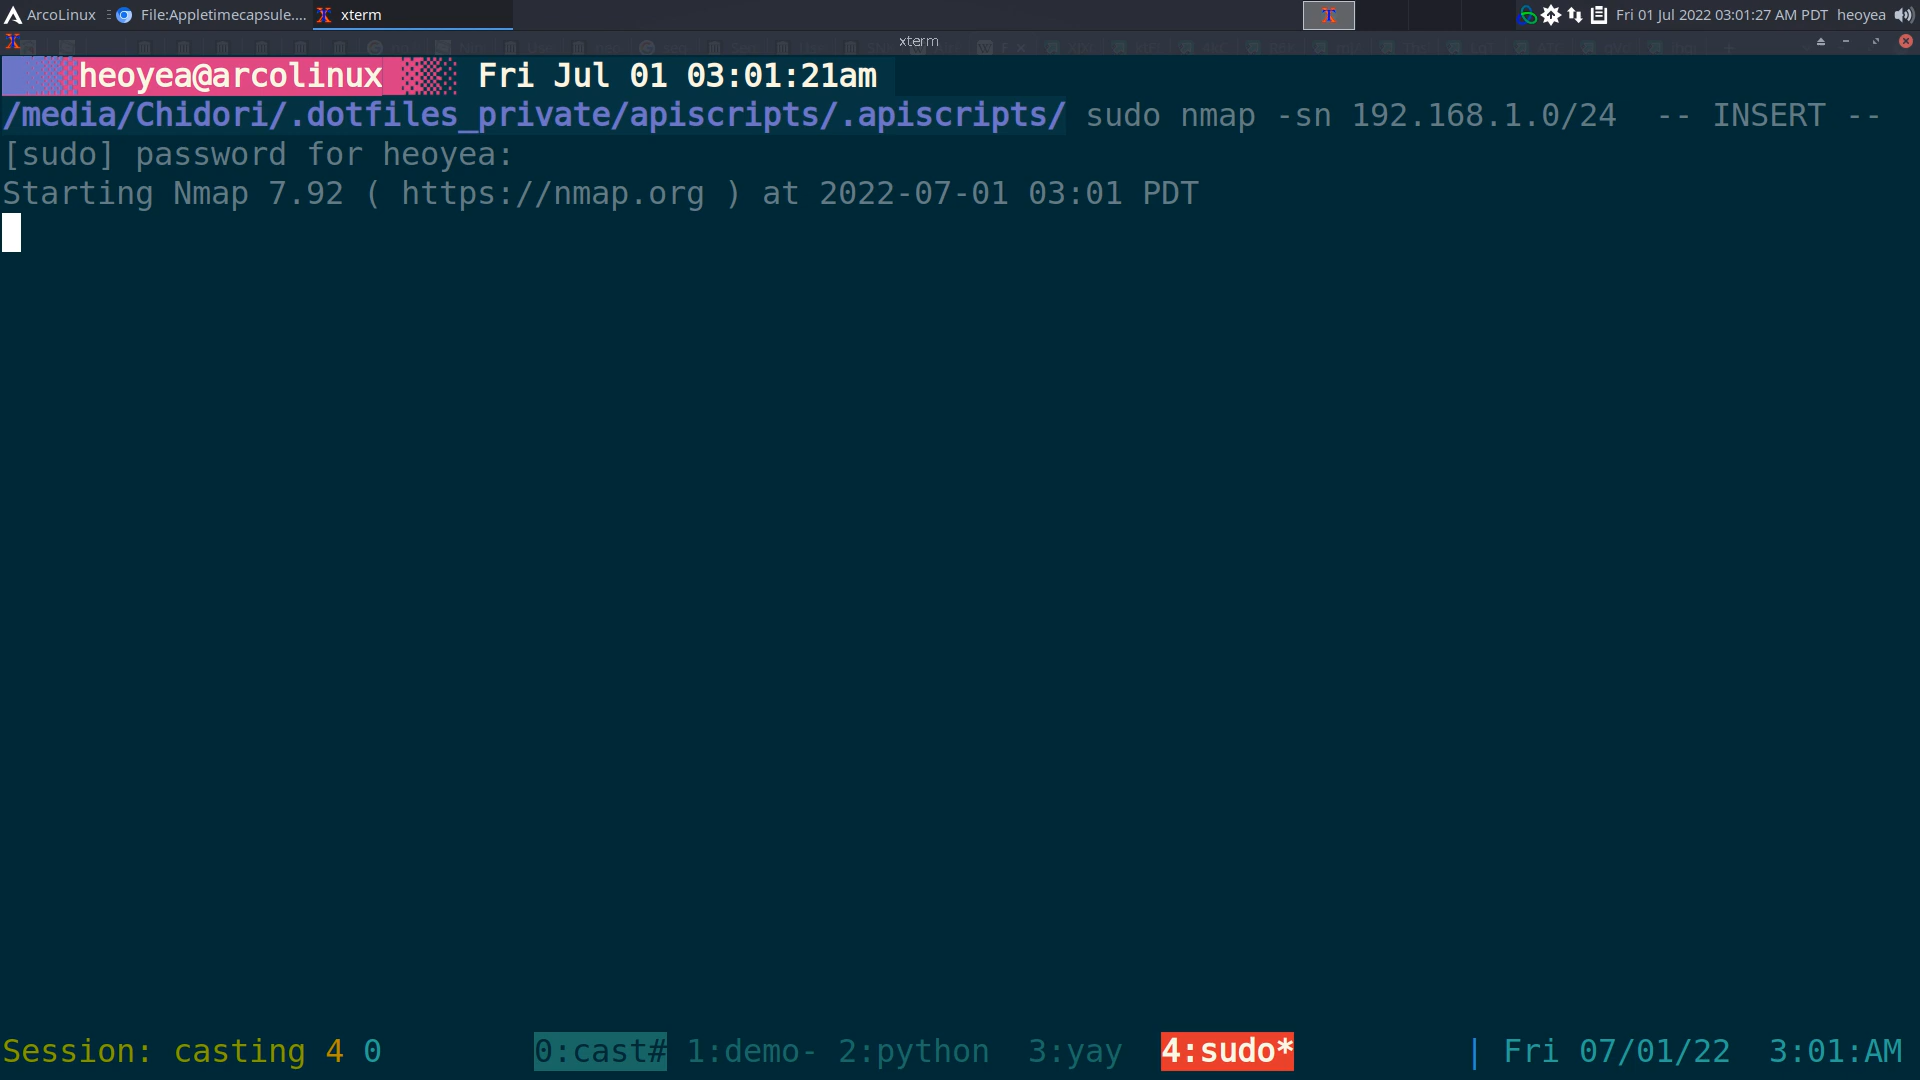 ArcoLinux File:Appletimecapsule.... xterm Fri 01 Jul 2022 03:01:27 AM PDT heoyea
xterm
heoyea@arcolinux Fri Jul 01 03:01:21am
/media/Chidori/.dotfiles_private/apiscripts/.apiscripts/ sudo nmap -sn 192.168.1.0/24 -- INSERT --
[sudo] password for heoyea:
Starting Nmap 7.92 ( https://nmap.org ) at 2022-07-01 03:01 PDT
Session: casting 4 0 0:cast# 1:demo- 2:python 3:yay 4:sudo* | Fri 07/01/22 3:01:AM